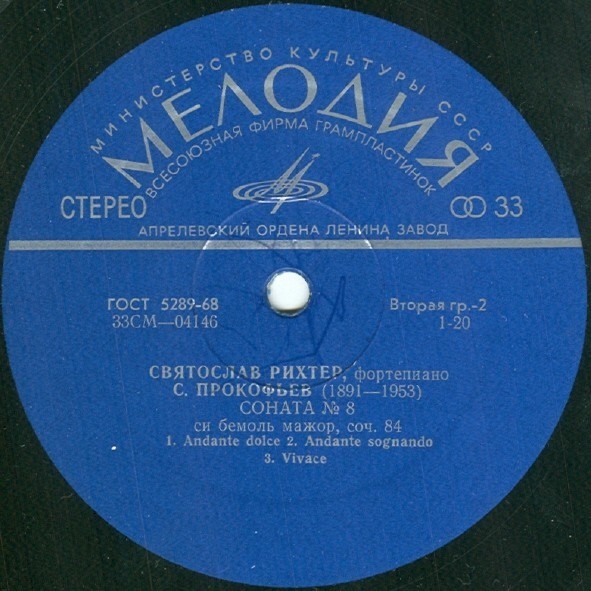 МИНИСТЕРСТВО КУЛЬТУРЫ СССР
МЕЛОДИЯ
ВСЕСОЮЗНАЯ ФИРМА ГРАМПЛАСТИНОК
СТЕРЕО 33
АПРЕЛЕВСКИЙ ОРДЕНА ЛЕНИНА ЗАВОД
ГОСТ 5289-68 Вторая гр.-2
33СМ—04146 1-20
СВЯТОСЛАВ РИХТЕР, фортепиано
С. ПРОКОФЬЕВ (1891—1953)
СОНАТА № 8
си бемоль мажор, соч. 84
1. Andante dolce 2. Andante sognando
3. Vivace